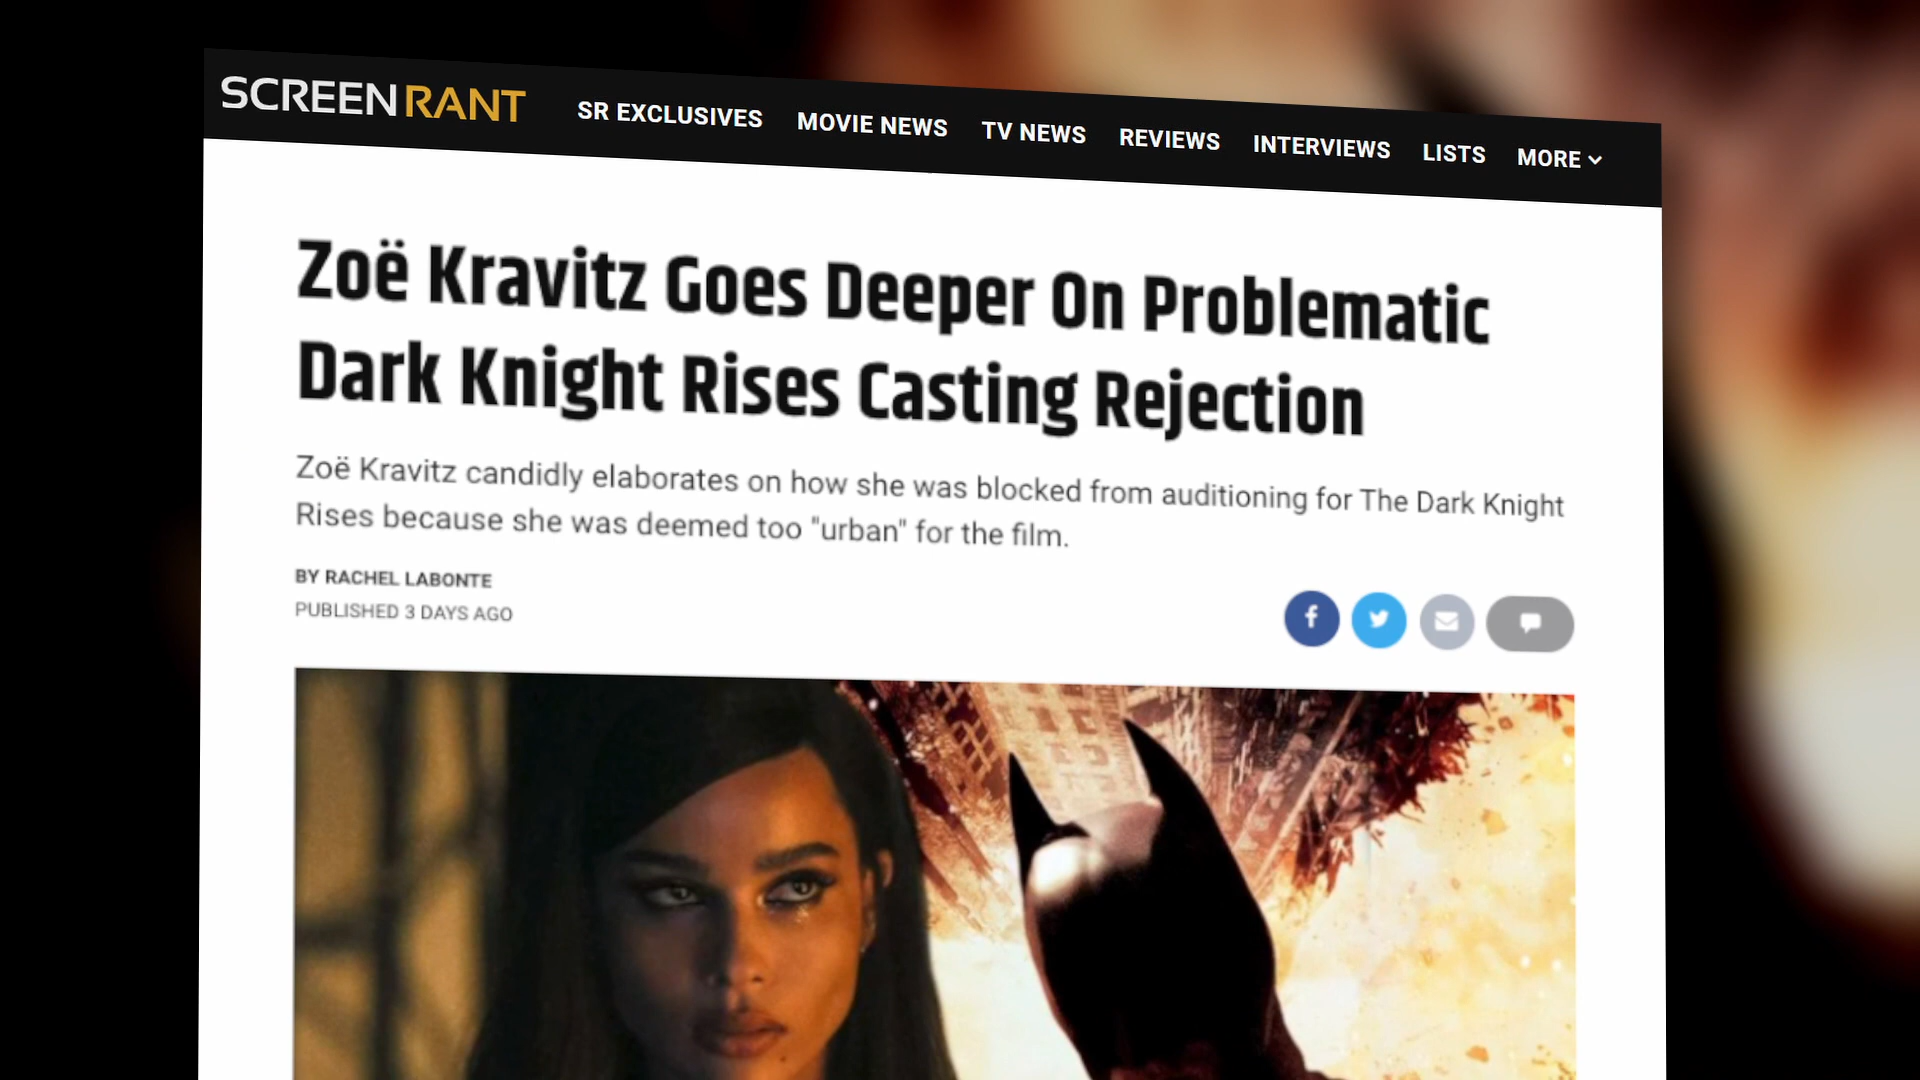 SCREENRANT SR EXCLUSIVES MOVIE NEWS TV NEWS REVIEWS INTERVIEWS LISTS MORE
Zoë Kravitz Goes Deeper On Problematic
Dark Knight Rises Casting Rejection
Zoë Kravitz candidly elaborates on how she was blocked from auditioning for The Dark Knight
Rises because she was deemed too "urban" for the film.
BY RACHEL LABONTE
PUBLISHED 3 DAYS AGO